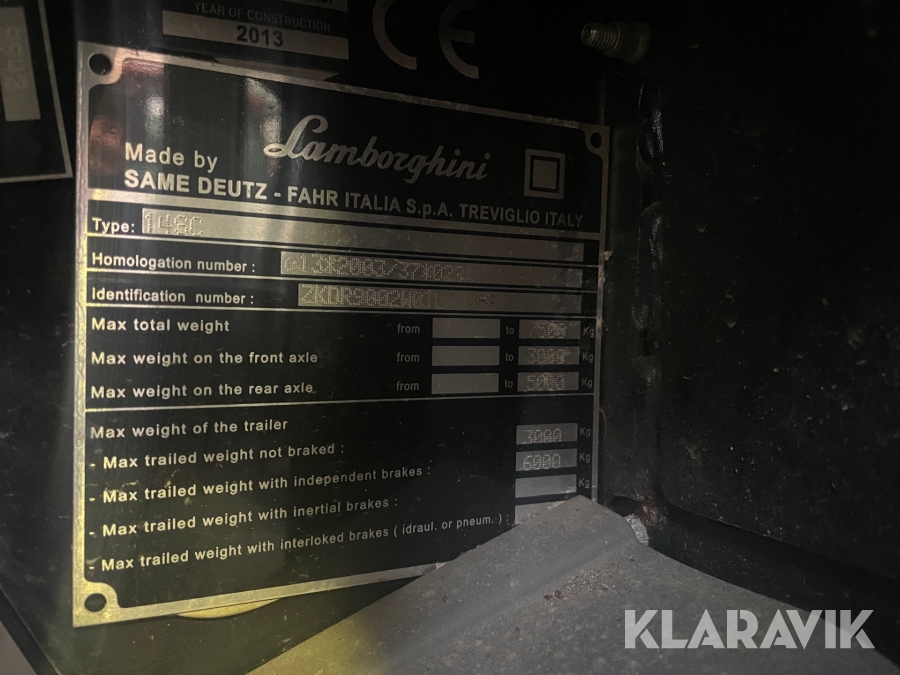 YEAR OF CONSTRUCTION
2013
CE
Lamborghini
Made by
SAME DEUTZ - FAHR ITALIA S.p.A. TREVIGLIO ITALY
Type: 148C
Homologation number :
Identification number :
Max total weight from to 7500 Kg
Max weight on the front axle from to 3000 Kg
Max weight on the rear axle from to 5000 Kg
Max weight of the trailer
- Max trailed weight not braked : 3000 Kg
- Max trailed weight with independent brakes : 6000 Kg
- Max trailed weight with inertial brakes : Kg
- Max trailed weight with interloked brakes ( idraul. or pneum. ) :
KLARAVIK